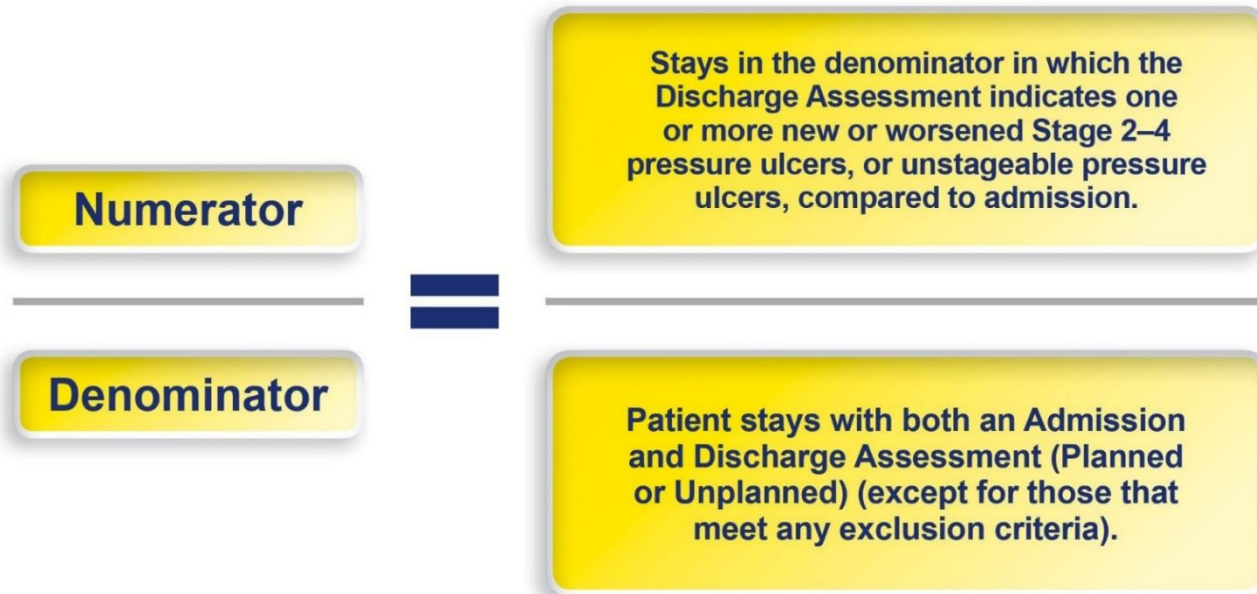 Numerator
Denominator
Stays in the denominator in which the
Discharge Assessment indicates one
or more new or worsened Stage 2–4
pressure ulcers, or unstageable pressure
ulcers, compared to admission.
Patient stays with both an Admission
and Discharge Assessment (Planned
or Unplanned) (except for those that
meet any exclusion criteria).